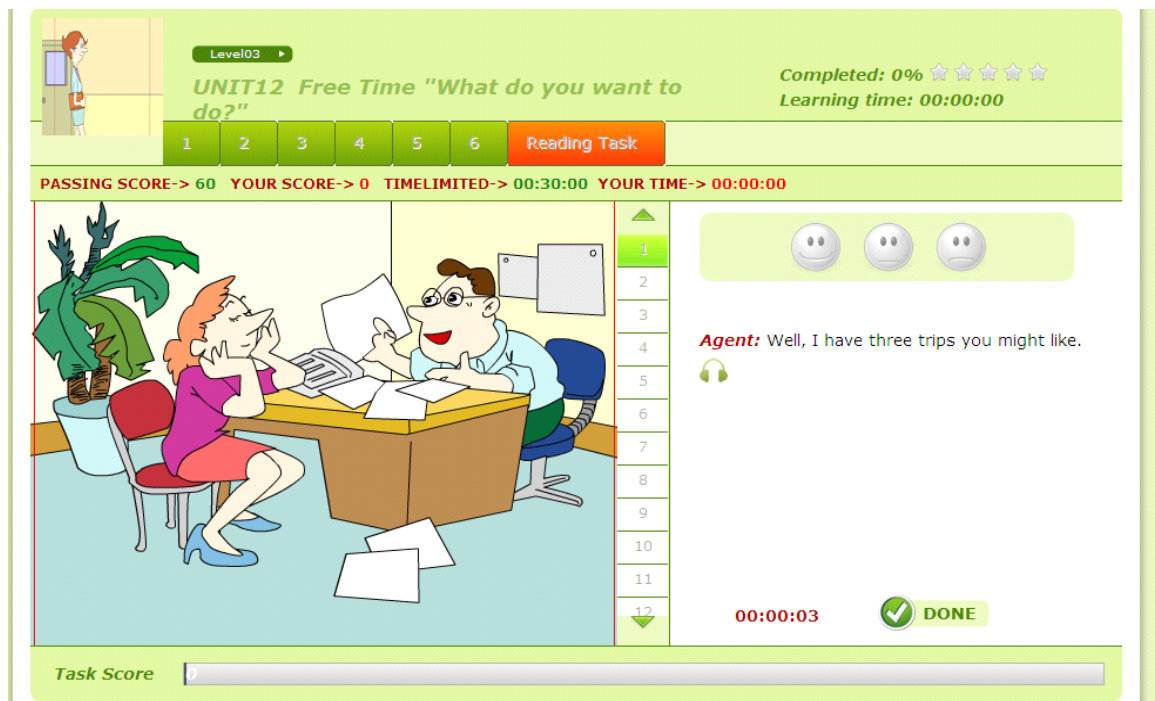 Level03
UNIT12 Free Time "What do you want to
do?"
Completed: 0%
Learning time: 00:00:00
1 2 3 4 5 6 Reading Task
PASSING SCORE-> 60 YOUR SCORE-> 0 TIMELIMITED-> 00:30:00 YOUR TIME-> 00:00:00
1
2
3
4
5
6
7
8
9
10
11
12
Agent: Well, I have three trips you might like.
00:00:03 DONE
Task Score 0